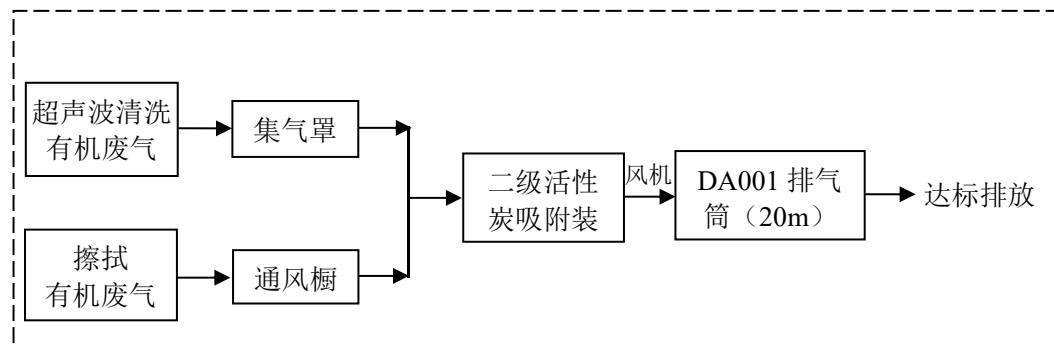 超声波清洗
有机废气
集气罩
擦拭
有机废气
通风橱
二级活性
炭吸附装
风机
DA001 排气
筒（20m）
达标排放